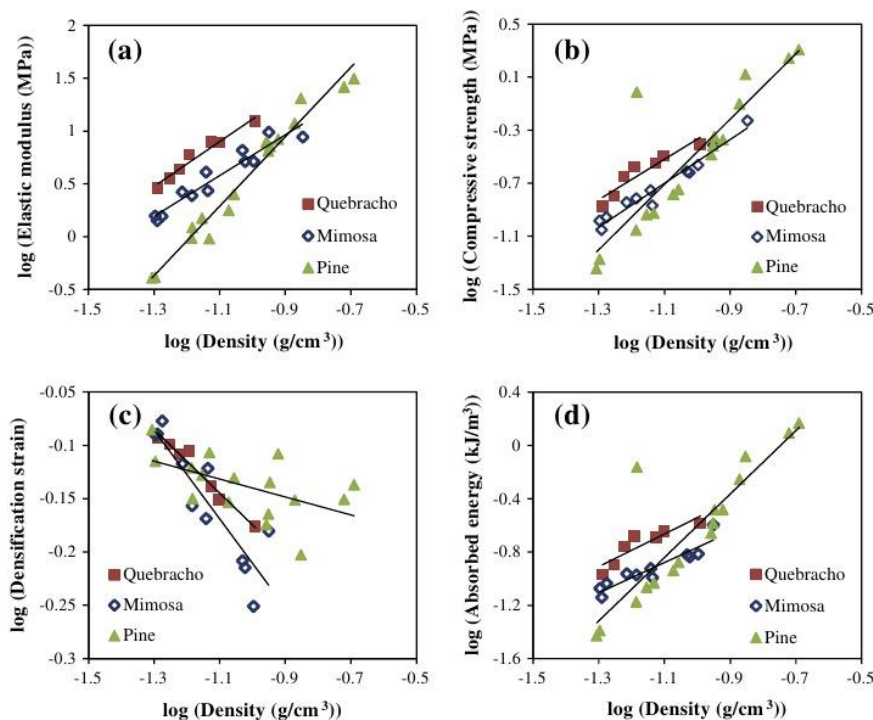 (a)
log (Elastic modulus (MPa))
2
1.5
1
0.5
0
-0.5
Quebracho
Mimosa
Pine
-1.5 -1.3 -1.1 -0.9 -0.7 -0.5
log (Density (g/cm³))
(b)
log (Compressive strength (MPa))
0.5
0.1
-0.3
-0.7
-1.1
-1.5
Quebracho
Mimosa
Pine
-1.5 -1.3 -1.1 -0.9 -0.7 -0.5
log (Density (g/cm³))
(c)
log (Densification strain)
-0.05
-0.1
-0.15
-0.2
-0.25
-0.3
Quebracho
Mimosa
Pine
-1.5 -1.3 -1.1 -0.9 -0.7 -0.5
log (Density (g/cm³))
(d)
log (Absorbed energy (kJ/m³))
0.4
0
-0.4
-0.8
-1.2
-1.6
Quebracho
Mimosa
Pine
-1.5 -1.3 -1.1 -0.9 -0.7 -0.5
log (Density (g/cm³))